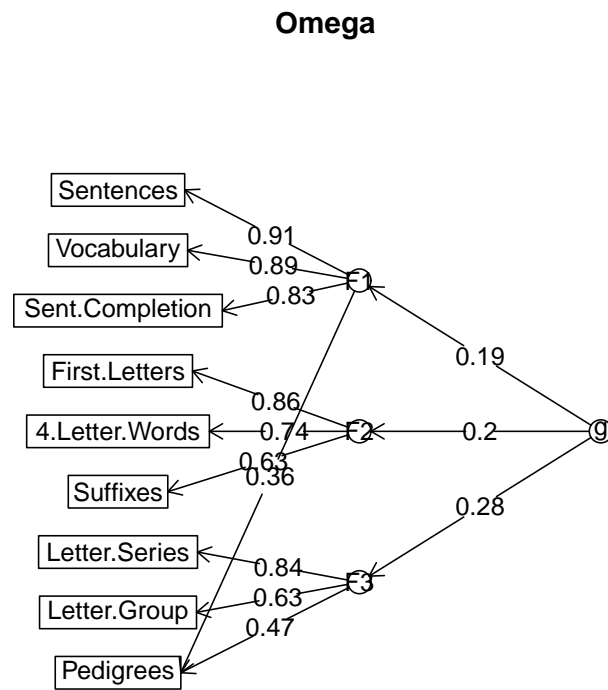 Omega
Sentences
0.91
Vocabulary
0.89
F1
Sent.Completion
0.83
0.19
First.Letters
0.86
4.Letter.Words
0.74
F2
0.2
g
0.63
0.36
Suffixes
0.28
Letter.Series
0.84
F3
Letter.Group
0.63
0.47
Pedigrees